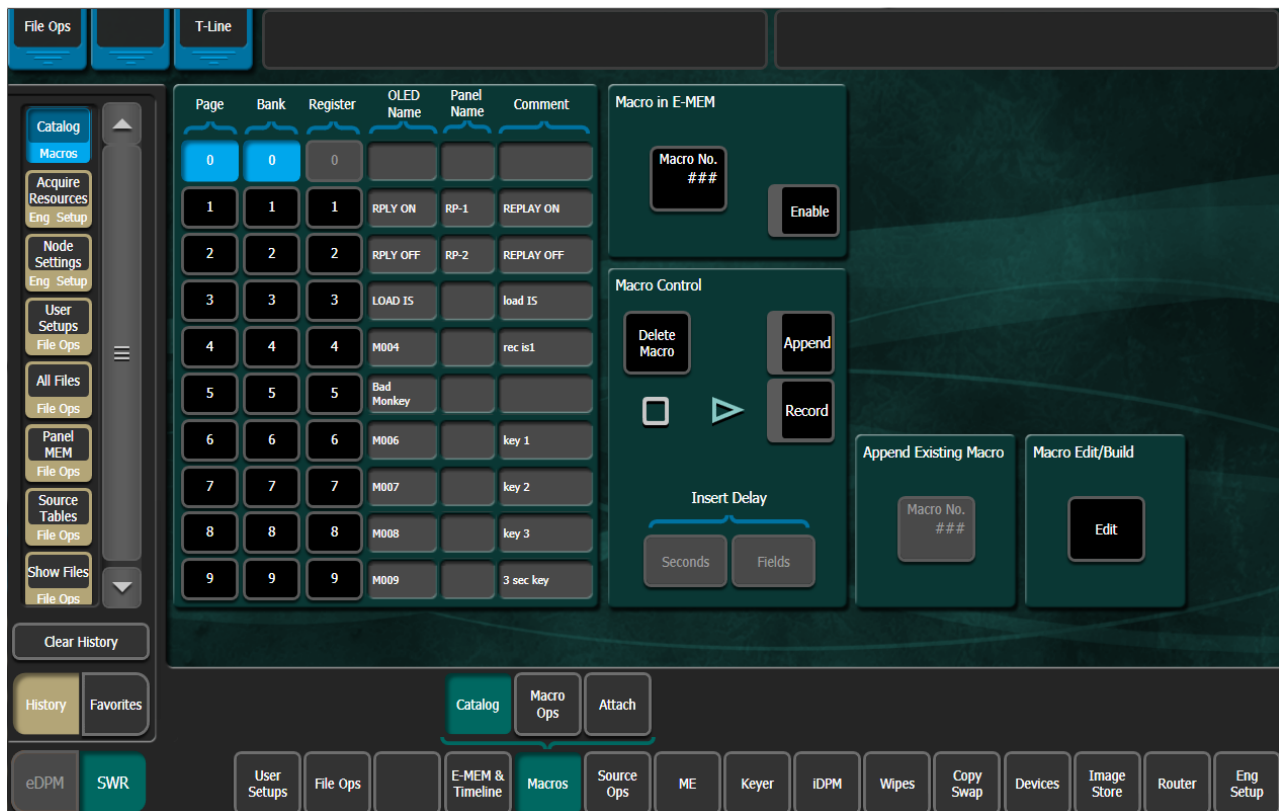 File Ops
T-Line
Catalog
Macros
Acquire
Resources
Eng Setup
Node
Settings
Eng Setup
User
Setups
File Ops
All Files
File Ops
Panel
MEM
File Ops
Source
Tables
File Ops
Show Files
File Ops
Clear History
History
Favorites
eDPM
SWR
Page Bank Register OLED Name Panel Name Comment
0 0 0
1 1 1 RPLY ON RP-1 REPLAY ON
2 2 2 RPLY OFF RP-2 REPLAY OFF
3 3 3 LOAD IS load IS
4 4 4 M004 rec is1
5 5 5 Bad Monkey
6 6 6 M006 key 1
7 7 7 M007 key 2
8 8 8 M008 key 3
9 9 9 M009 3 sec key
Macro in E-MEM
Macro No.
###
Enable
Macro Control
Delete
Macro
Append
Record
Insert Delay
Seconds
Fields
Append Existing Macro
Macro No.
###
Macro Edit/Build
Edit
Catalog
Macro
Ops
Attach
User
Setups
File Ops
E-MEM &
Timeline
Macros
Source
Ops
ME
Keyer
iDPM
Wipes
Copy
Swap
Devices
Image
Store
Router
Eng
Setup